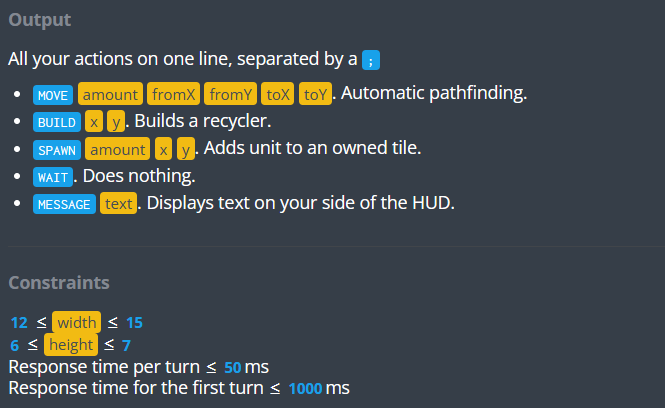 Output
All your actions on one line, separated by a ;
• MOVE amount fromX fromY toX toY. Automatic pathfinding.
• BUILD x y. Builds a recycler.
• SPAWN amount x y. Adds unit to an owned tile.
• WAIT. Does nothing.
• MESSAGE text. Displays text on your side of the HUD.
Constraints
12 ≤ width ≤ 15
6 ≤ height ≤ 7
Response time per turn ≤ 50 ms
Response time for the first turn ≤ 1000 ms